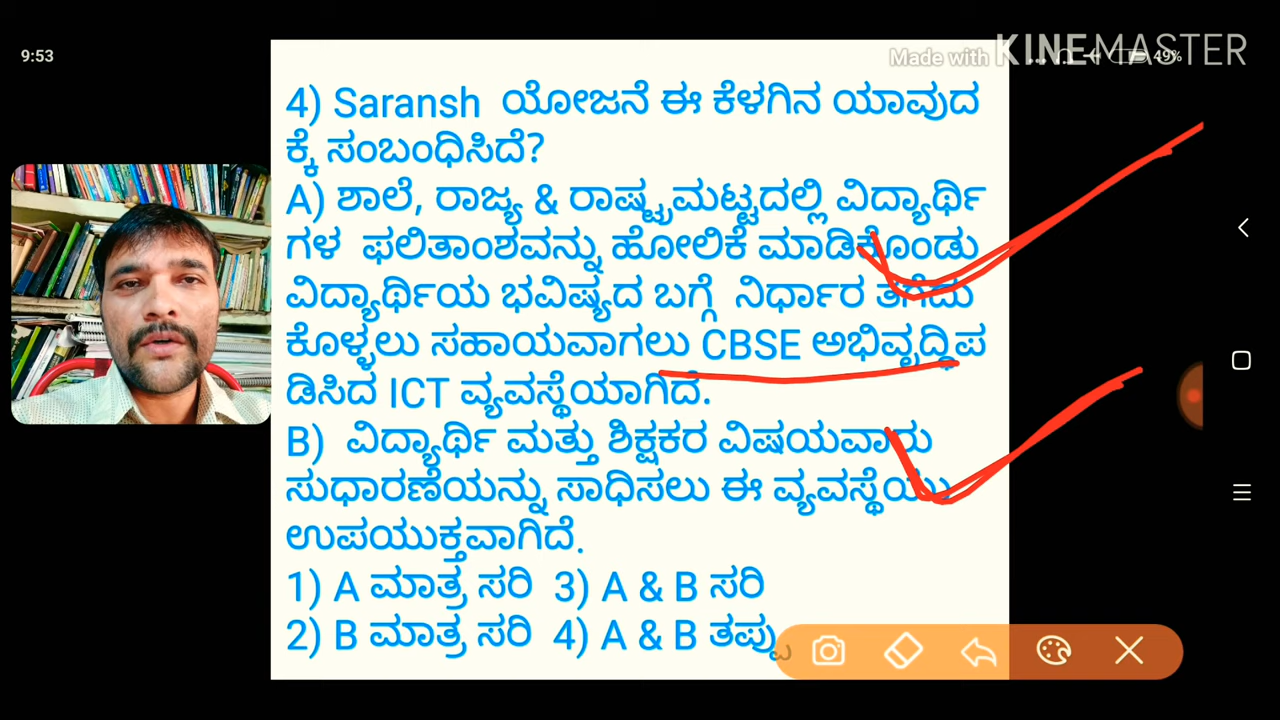 9:53
Made with KINEMASTER
49%
4) Saransh ಯೋಜನೆ ಈ ಕೆಳಗಿನ ಯಾವುದ
ಕ್ಕೆ ಸಂಬಂಧಿಸಿದೆ?
A) ಶಾಲೆ, ರಾಜ್ಯ & ರಾಷ್ಟ್ರಮಟ್ಟದಲ್ಲಿ ವಿದ್ಯಾರ್ಥಿ
ಗಳ ಫಲಿತಾಂಶವನ್ನು ಹೋಲಿಕೆ ಮಾಡಿಕೊಂಡು
ವಿದ್ಯಾರ್ಥಿಯ ಭವಿಷ್ಯದ ಬಗ್ಗೆ ನಿರ್ಧಾರ ತೆಗೆದು
ಕೊಳ್ಳಲು ಸಹಾಯವಾಗಲು CBSE ಅಭಿವೃದ್ಧಿಪ
ಡಿಸಿದ ICT ವ್ಯವಸ್ಥೆಯಾಗಿದೆ.
B) ವಿದ್ಯಾರ್ಥಿ ಮತ್ತು ಶಿಕ್ಷಕರ ವಿಷಯವಾರು
ಸುಧಾರಣೆಯನ್ನು ಸಾಧಿಸಲು ಈ ವ್ಯವಸ್ಥೆಯು
ಉಪಯುಕ್ತವಾಗಿದೆ.
1) A ಮಾತ್ರ ಸರಿ 3) A & B ಸರಿ
2) B ಮಾತ್ರ ಸರಿ 4) A & B ತಪ್ಪು